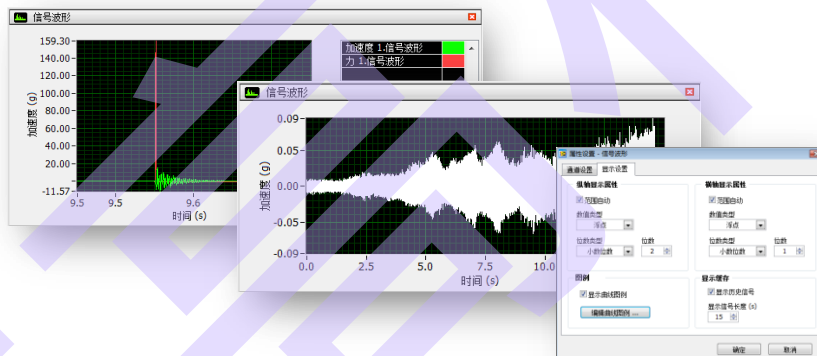 信号波形
159.30
140.00
120.00
100.00
80.00
60.00
40.00
20.00
-11.57
加速度 (g)
9.5
9.5
9.6
时间 (s)
加速度 1.信号波形
力 1.信号波形
信号波形
0.09
0.05
0.00
-0.05
-0.09
加速度 (g)
0.0
2.5
5.0
7.5
10.0
时间 (s)
属性设置 - 信号波形
通道设置 显示设置
纵轴显示属性
范围自动
数值类型
浮点
位数类型 位数
小数位数 2
横轴显示属性
范围自动
数值类型
浮点
位数类型 位数
小数位数 1
图例
显示曲线图例
编辑曲线图例 ...
显示缓存
显示历史信号
显示信号长度 (s)
15
确定 取消